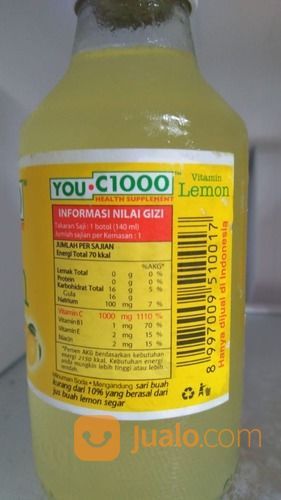 YOU·C1000™
HEALTH SUPPLEMENT
Vitamin
Lemon
INFORMASI NILAI GIZI
Takaran Saji : 1 botol (140 ml)
Jumlah sajian per Kemasan : 1
JUMLAH PER SAJIAN
Energi Total 70 kkal
%AKG*
Lemak Total 0 g 0 %
Protein 0 g 0 %
Karbohidrat Total 16 g 5 %
Gula 16 g
Natrium 100 mg 7 %
Vitamin C 1000 mg 1110 %
Vitamin B1 1 mg 70 %
Vitamin E 2 mg 15 %
Niacin 2 mg 15 %
*Persen AKG berdasarkan kebutuhan
energi 2150 kkal. Kebutuhan energi
anda mungkin lebih tinggi atau lebih
Minuman Soda • Mengandung sari buah
kurang dari 10% yang berasal dari
jus buah lemon segar
8 997009 510017
Hanya dijual di Indonesia
jualo.com